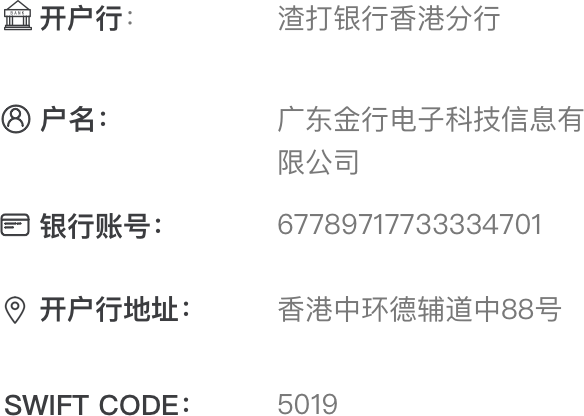 开户行： 渣打银行香港分行
户名： 广东金行电子科技信息有
限公司
银行账号： 67789717733334701
开户行地址： 香港中环德辅道中88号
SWIFT CODE： 5019